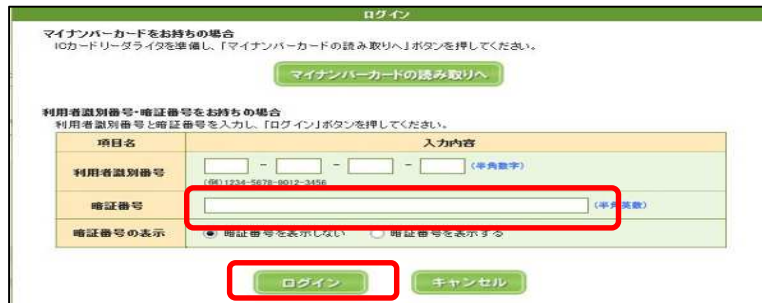 ログイン
マイナンバーカードをお持ちの場合
ICカードリーダライタを準備し、「マイナンバーカードの読み取りへ」ボタンを押してください。
マイナンバーカードの読み取りへ
利用者識別番号・暗証番号をお持ちの場合
利用者識別番号と暗証番号を入力し、「ログイン」ボタンを押してください。
項目名 入力内容
利用者識別番号 - - - (半角数字)
(例)1234-5678-9012-3456
暗証番号 (半角英数)
暗証番号の表示 暗証番号を表示しない 暗証番号を表示する
ログイン キャンセル